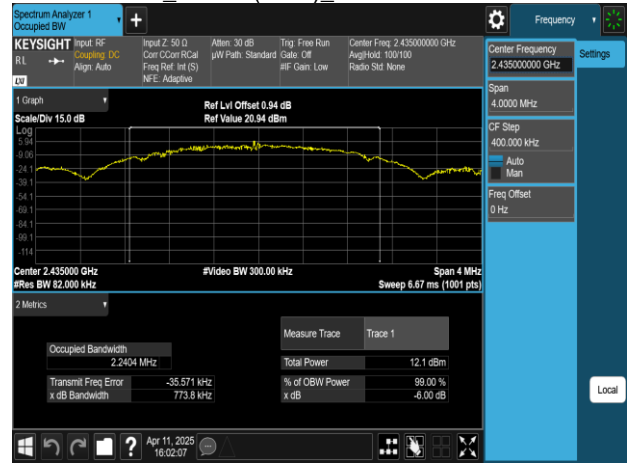 Spectrum Analyzer 1
Occupied BW
Frequency
KEYSIGHT
RL
LXI
Input: RF
Coupling: DC
Align: Auto
Input Z: 50 Ω
Corr CCorr RCal
Freq Ref: Int (S)
NFE: Adaptive
Atten: 30 dB
µW Path: Standard
Trig: Free Run
Gate: Off
#IF Gain: Low
Center Freq: 2.435000000 GHz
Avg|Hold: 100/100
Radio Std: None
Center Frequency
2.435000000 GHz
Settings
Span
4.0000 MHz
CF Step
400.000 kHz
Auto
Man
Freq Offset
0 Hz
Local
1 Graph
Scale/Div 15.0 dB
Ref Lvl Offset 0.94 dB
Ref Value 20.94 dBm
Log
5.94
-9.06
-24.1
-39.1
-54.1
-69.1
-84.1
-99.1
-114
Center 2.435000 GHz
#Res BW 82.000 kHz
#Video BW 300.00 kHz
Span 4 MHz
Sweep 6.67 ms (1001 pts)
2 Metrics
Measure Trace Trace 1
Occupied Bandwidth
2.2404 MHz
Total Power 12.1 dBm
Transmit Freq Error -35.571 kHz
% of OBW Power 99.00 %
x dB Bandwidth 773.8 kHz
x dB -6.00 dB
Apr 11, 2025
16:02:07